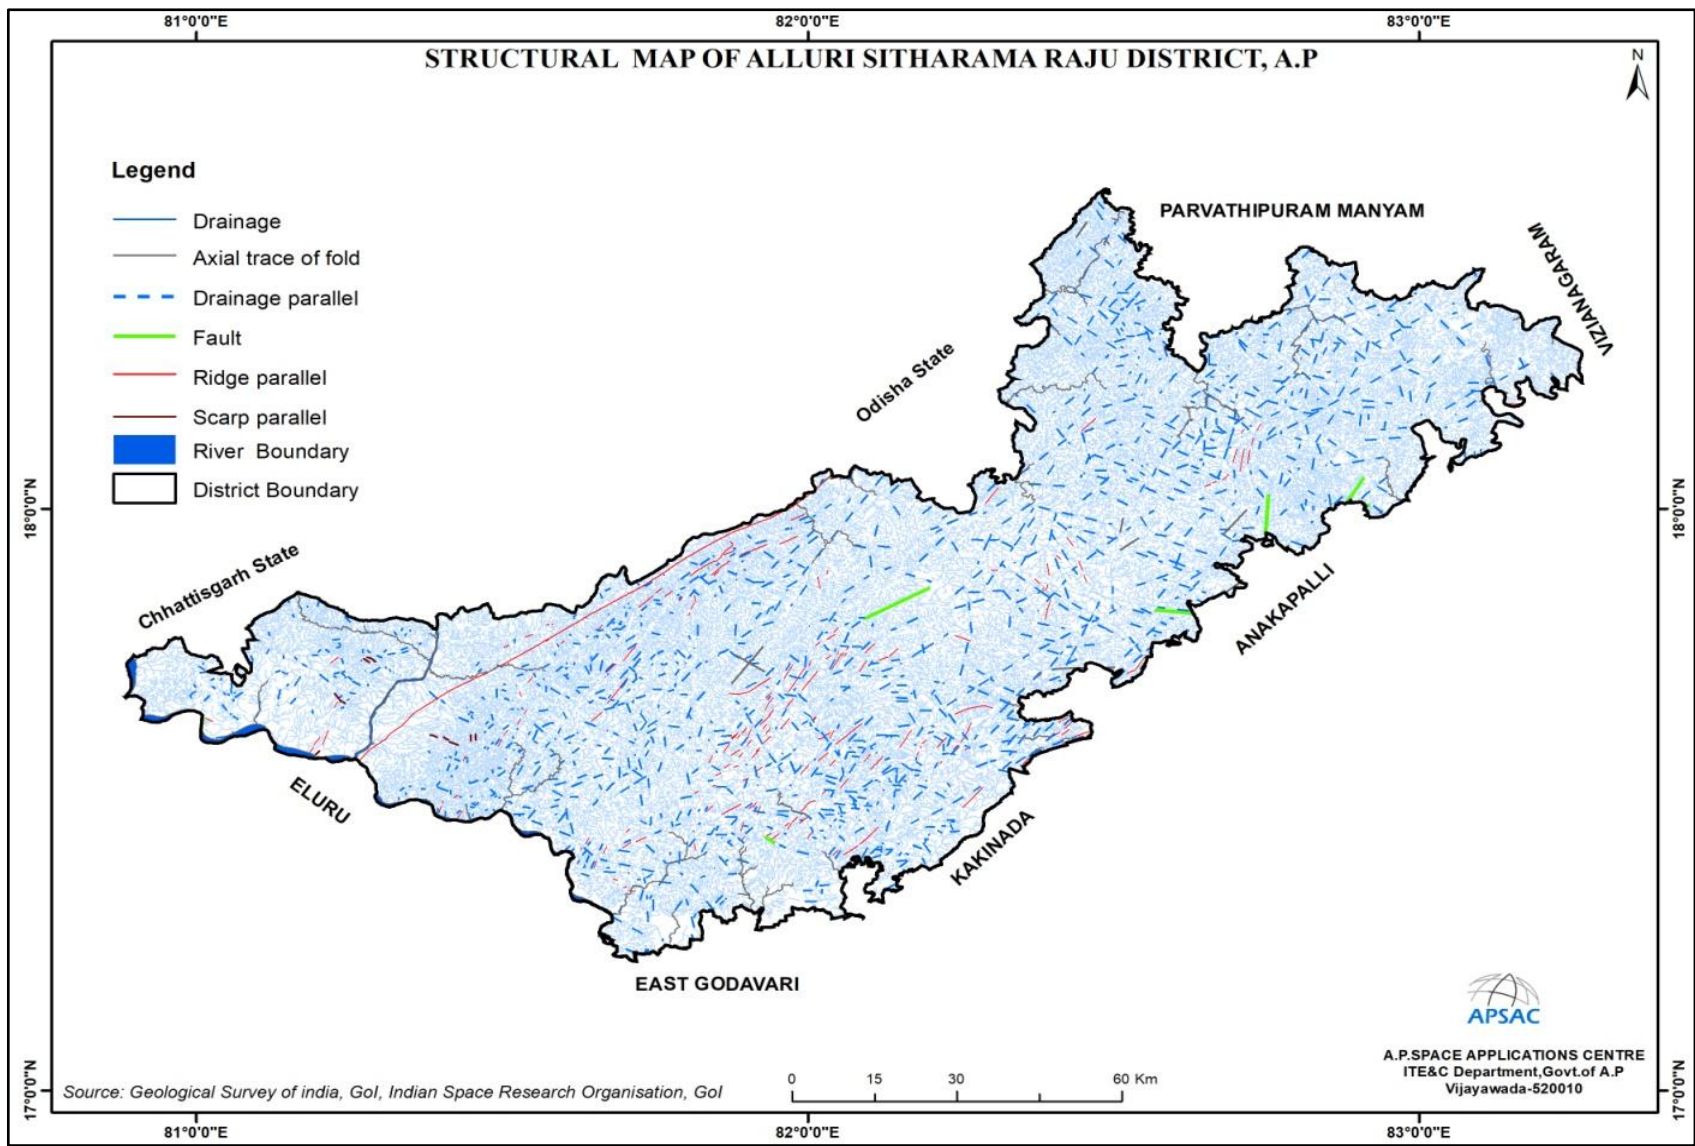 81°0'0"E
82°0'0"E
83°0'0"E
STRUCTURAL MAP OF ALLURI SITHARAMA RAJU DISTRICT, A.P
N
Legend
Drainage
Axial trace of fold
Drainage parallel
Fault
Ridge parallel
Scarp parallel
River Boundary
District Boundary
PARVATHIPURAM MANYAM
VIZIANAGARAM
Odisha State
Chhattisgarh State
18°0'0"N
18°0'0"N
ANAKAPALLI
ELURU
KAKINADA
EAST GODAVARI
APSAC
A.P.SPACE APPLICATIONS CENTRE
ITE&C Department,Govt.of A.P
Vijayawada-520010
Source: Geological Survey of india, GoI, Indian Space Research Organisation, GoI
0 15 30 60 Km
17°0'0"N
17°0'0"N
81°0'0"E
82°0'0"E
83°0'0"E